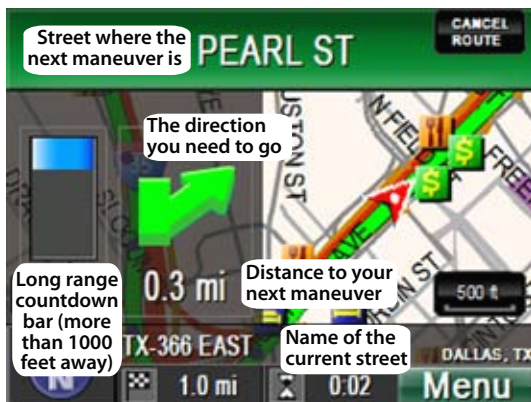 Street where the
next maneuver is
PEARL ST
CANCEL
ROUTE
The direction
you need to go
N FIELD
FREE
Long range
countdown
bar (more
than 1000
feet away)
0.3 mi
Distance to your
next maneuver
500 ft
TX-366 EAST
Name of the
current street
DALLAS, TX
N
1.0 mi
0:02
Menu